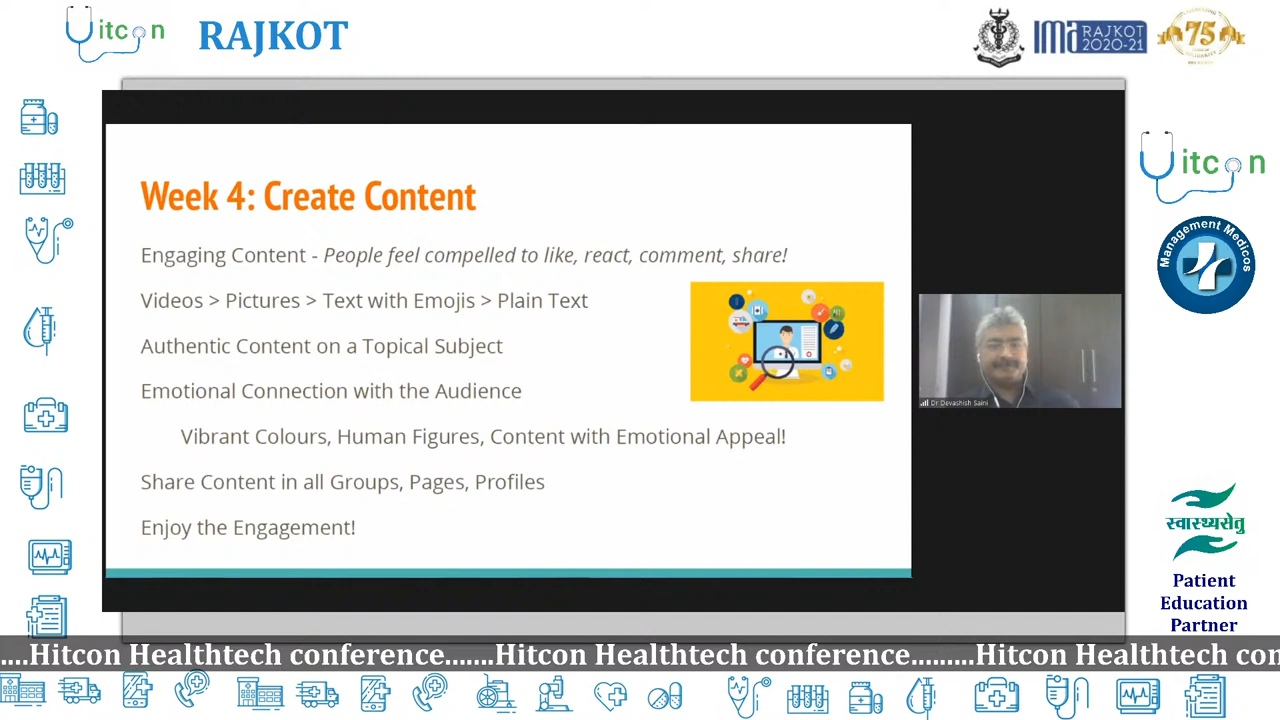 itcon
RAJKOT
IMA RAJKOT
2020-21
75
itcon
Management Medicos
Week 4: Create Content
Engaging Content - People feel compelled to like, react, comment, share!
Videos > Pictures > Text with Emojis > Plain Text
Authentic Content on a Topical Subject
Emotional Connection with the Audience
Vibrant Colours, Human Figures, Content with Emotional Appeal!
Share Content in all Groups, Pages, Profiles
Enjoy the Engagement!
Dr Devashish Saini
स्वास्थ्यसेतु
Patient
Education
Partner
....Hitcon Healthtech conference.......Hitcon Healthtech conference.........Hitcon Healthtech con